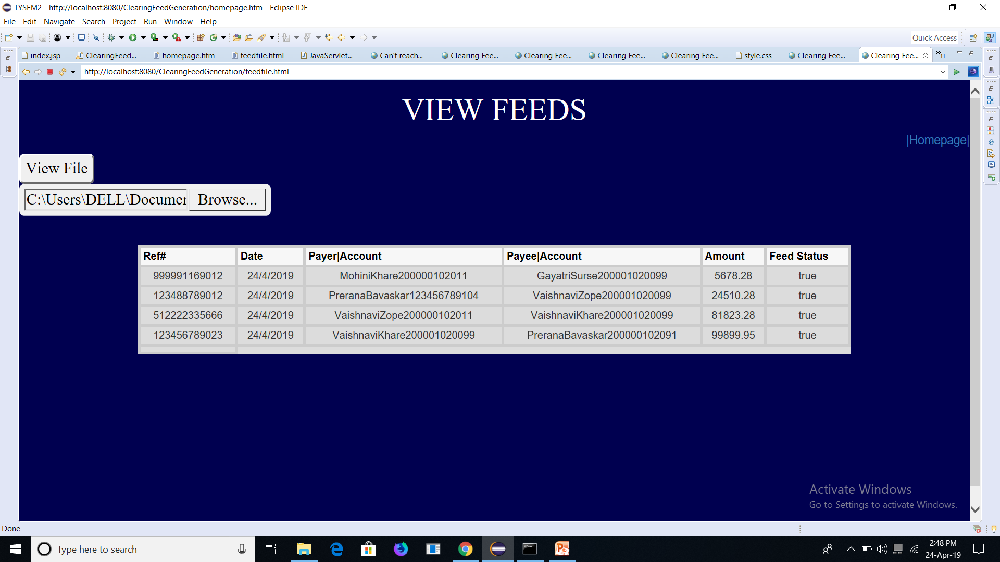 TYSEM2 - http://localhost:8080/ClearingFeedGeneration/homepage.htm - Eclipse IDE
File Edit Navigate Search Project Run Window Help
Quick Access
index.jsp ClearingFeed... homepage.htm feedfile.html JavaServlet... Can't reach... Clearing Fee... Clearing Fee... Clearing Fee... Clearing Fee... style.css Clearing Fee... Clearing Fee... »11
http://localhost:8080/ClearingFeedGeneration/feedfile.html
VIEW FEEDS
|Homepage|
View File
C:\Users\DELL\Documen Browse...
Ref# Date Payer|Account Payee|Account Amount Feed Status
999991169012 24/4/2019 MohiniKhare200000102011 GayatriSurse200001020099 5678.28 true
123488789012 24/4/2019 PreranaBavaskar123456789104 VaishnaviZope200001020099 24510.28 true
512222335666 24/4/2019 VaishnaviZope200000102011 VaishnaviKhare200001020099 81823.28 true
123456789023 24/4/2019 VaishnaviKhare200001020099 PreranaBavaskar200000102091 99899.95 true
Activate Windows
Go to Settings to activate Windows.
Done
Type here to search
2:48 PM
24-Apr-19